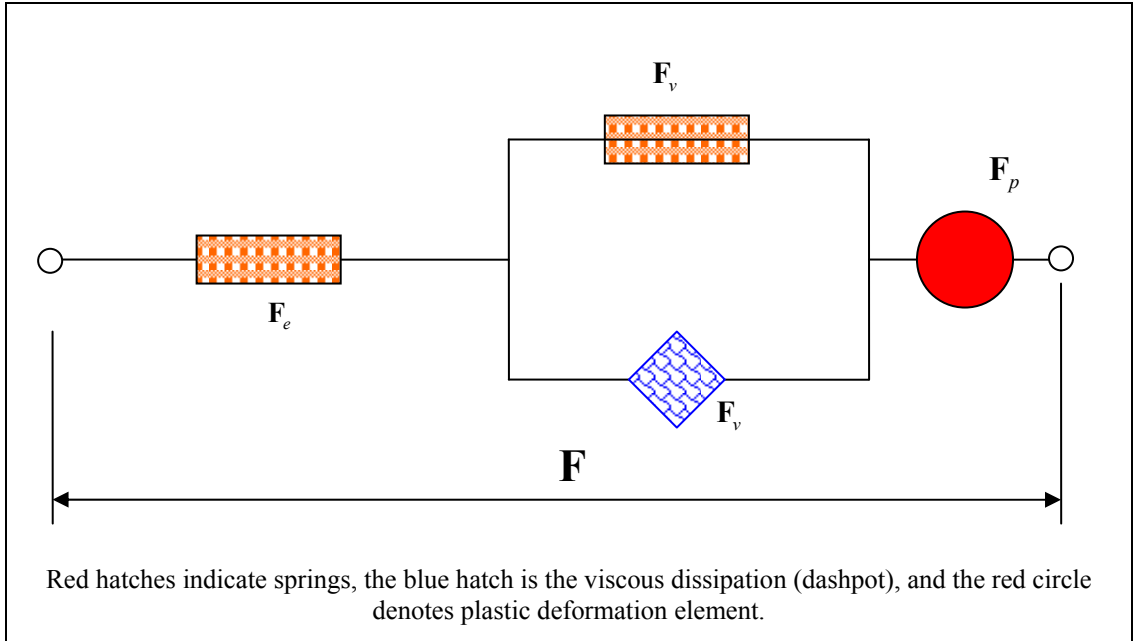 F_v
F_p
F_e
F_v
F
Red hatches indicate springs, the blue hatch is the viscous dissipation (dashpot), and the red circle
denotes plastic deformation element.